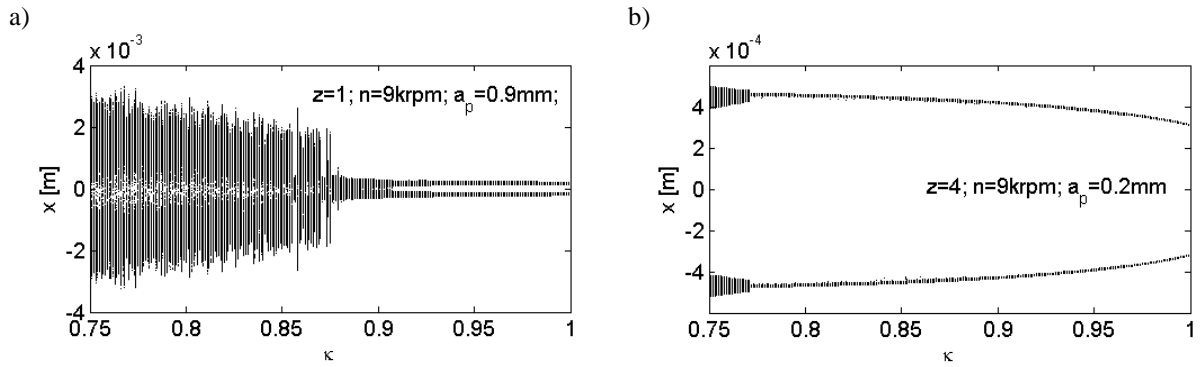 a)
x 10⁻³
4
2
0
-2
-4
x [m]
z=1; n=9krpm; aₚ=0.9mm;
0.75 0.8 0.85 0.9 0.95 1
κ
b)
x 10⁻⁴
4
2
0
-2
-4
x [m]
z=4; n=9krpm; aₚ=0.2mm
0.75 0.8 0.85 0.9 0.95 1
κ